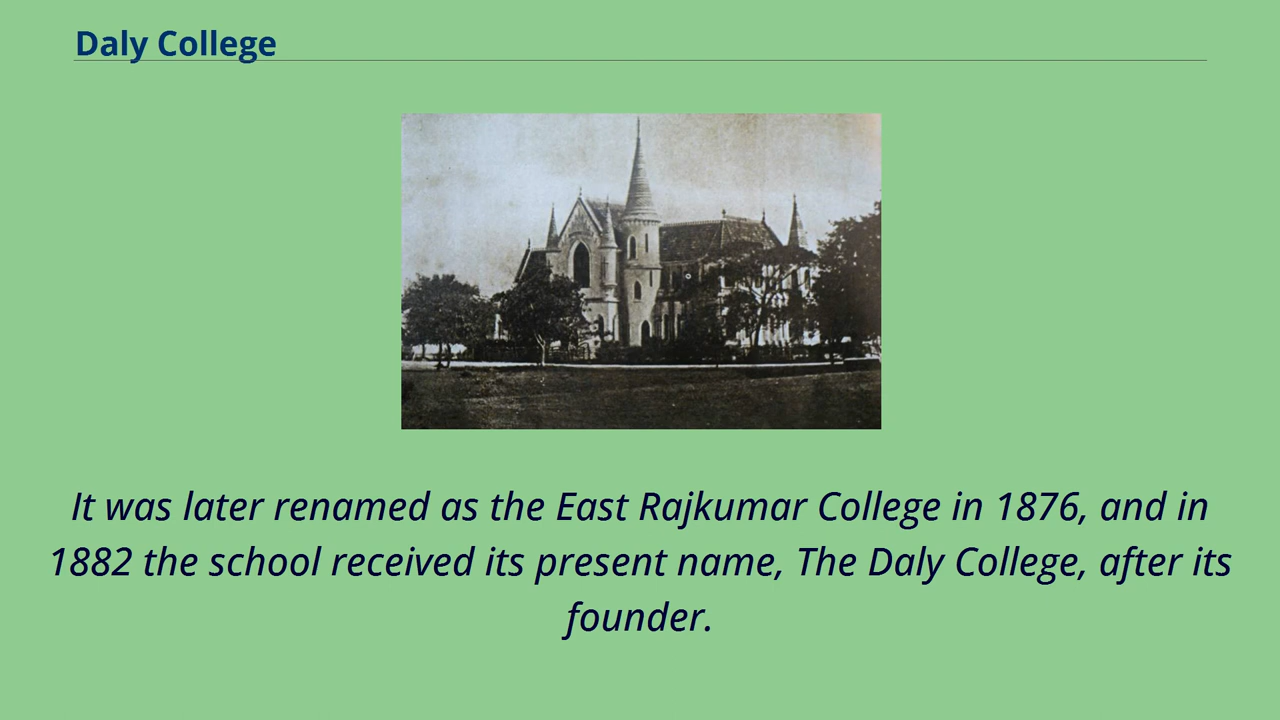 Daly College
It was later renamed as the East Rajkumar College in 1876, and in
1882 the school received its present name, The Daly College, after its
founder.